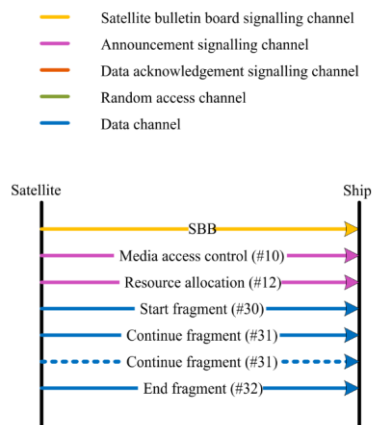 Satellite bulletin board signalling channel
Announcement signalling channel
Data acknowledgement signalling channel
Random access channel
Data channel
Satellite
Ship
SBB
Media access control (#10)
Resource allocation (#12)
Start fragment (#30)
Continue fragment (#31)
Continue fragment (#31)
End fragment (#32)